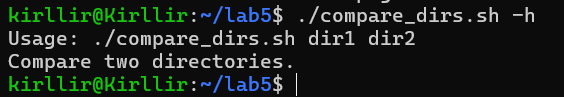 kirllir@Kirllir:~/lab5$ ./compare_dirs.sh -h
Usage: ./compare_dirs.sh dir1 dir2
Compare two directories.
kirllir@Kirllir:~/lab5$